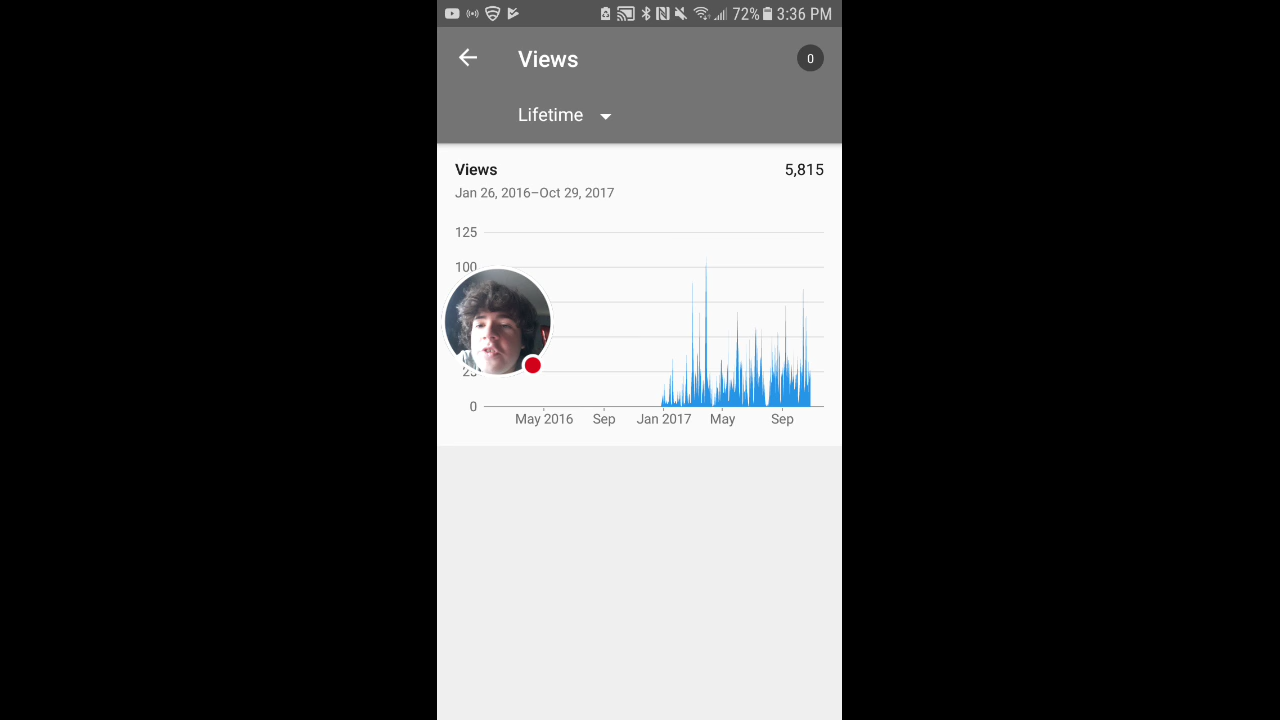 72% 3:36 PM
Views
0
Lifetime
Views 5,815
Jan 26, 2016–Oct 29, 2017
125
100
25
0
May 2016 Sep Jan 2017 May Sep